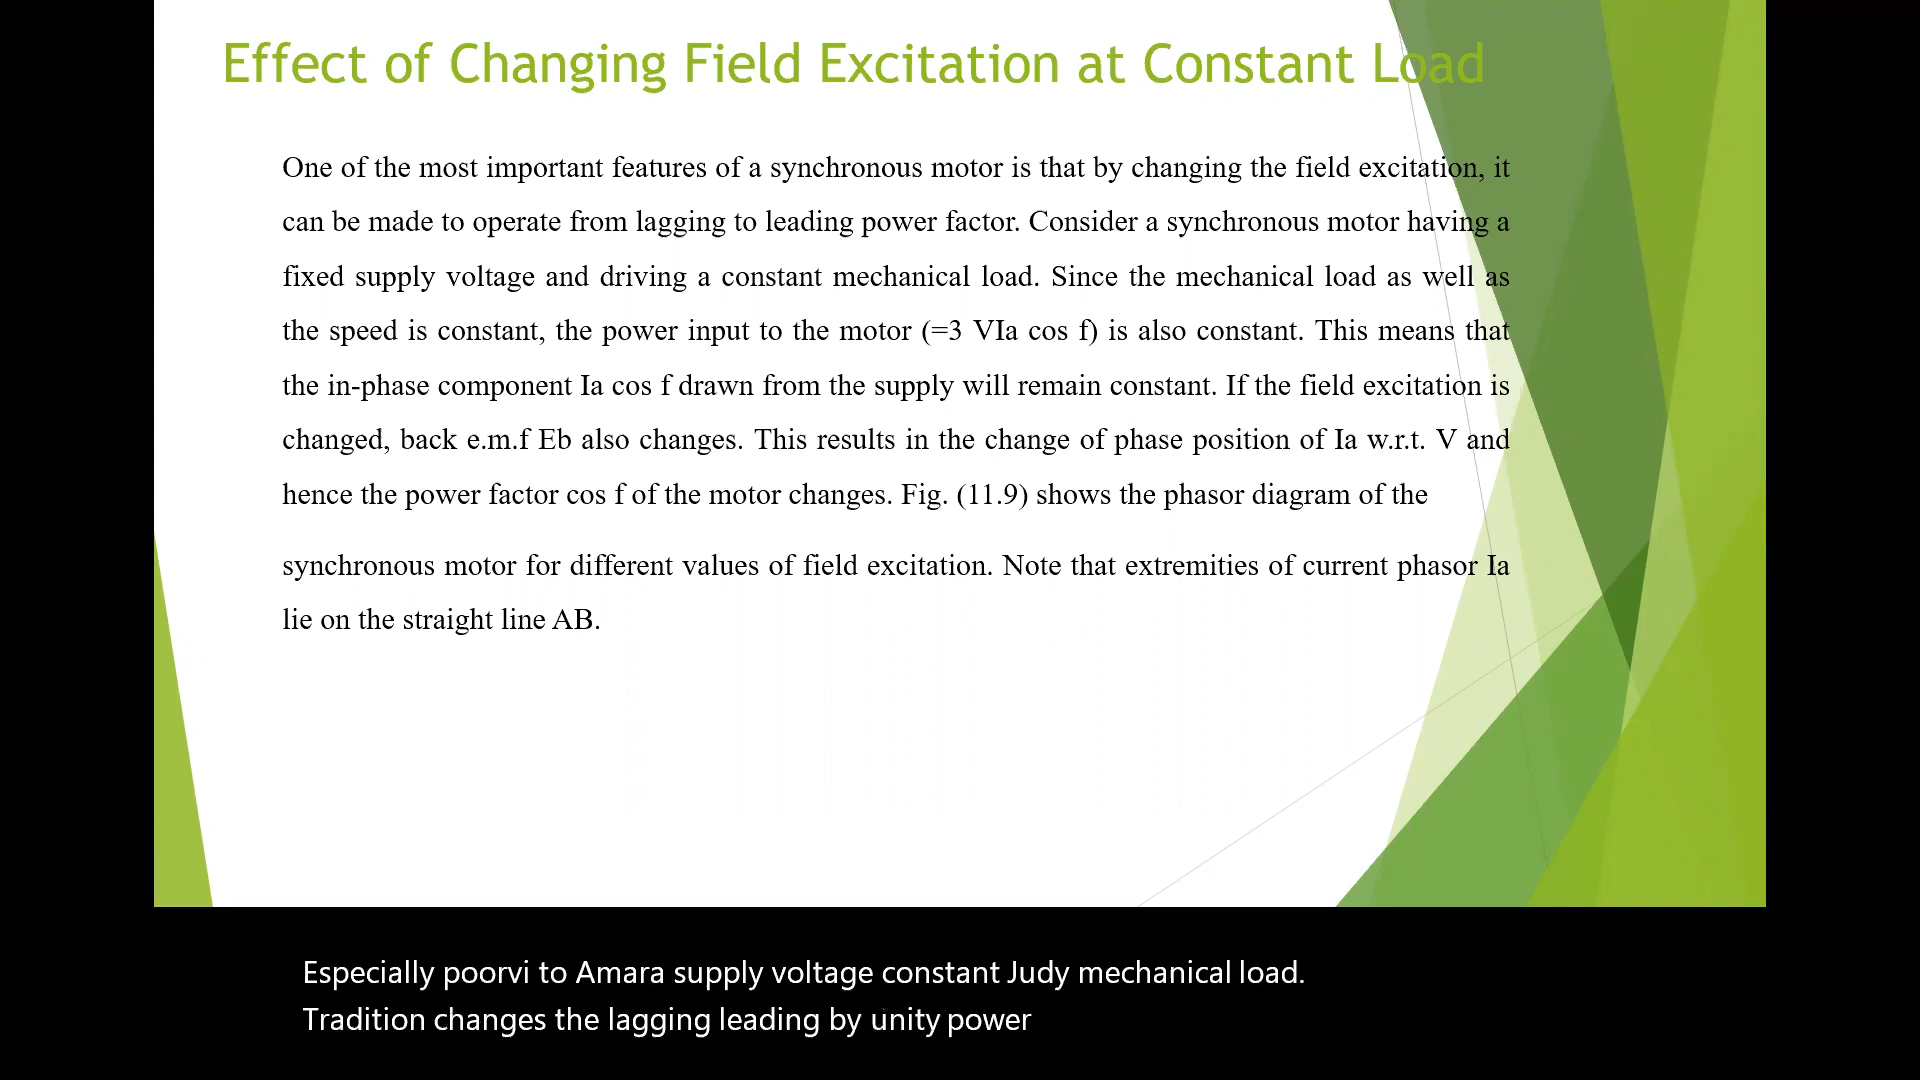 Effect of Changing Field Excitation at Constant Load
One of the most important features of a synchronous motor is that by changing the field excitation, it
can be made to operate from lagging to leading power factor. Consider a synchronous motor having a
fixed supply voltage and driving a constant mechanical load. Since the mechanical load as well as
the speed is constant, the power input to the motor (=3 VIa cos f) is also constant. This means that
the in-phase component Ia cos f drawn from the supply will remain constant. If the field excitation is
changed, back e.m.f Eb also changes. This results in the change of phase position of Ia w.r.t. V and
hence the power factor cos f of the motor changes. Fig. (11.9) shows the phasor diagram of the
synchronous motor for different values of field excitation. Note that extremities of current phasor Ia
lie on the straight line AB.
Especially poorvi to Amara supply voltage constant Judy mechanical load.
Tradition changes the lagging leading by unity power